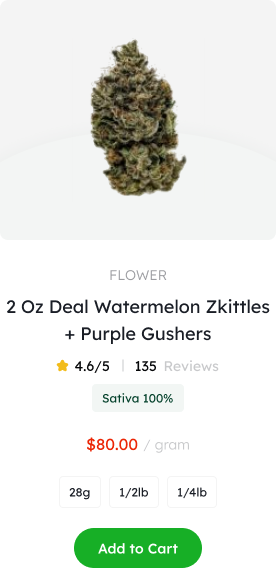 FLOWER
2 Oz Deal Watermelon Zkittles
+ Purple Gushers
4.6/5 | 135 Reviews
Sativa 100%
$80.00 / gram
28g 1/2lb 1/4lb
Add to Cart